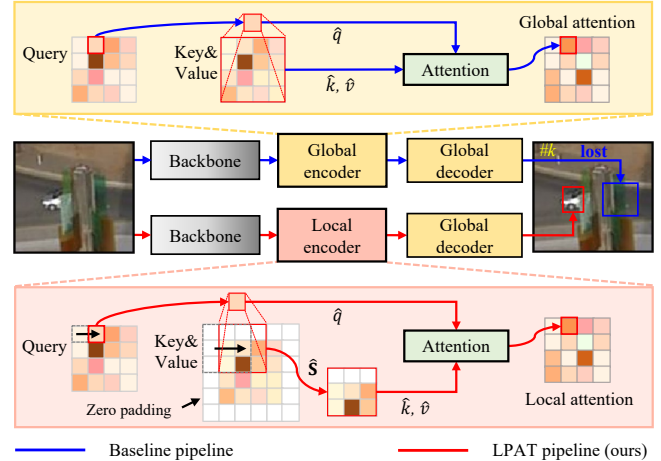 Global attention
Query
Key&
Value
q̂
k̂, v̂
Attention
Backbone
Global
encoder
Global
decoder
#k
lost
Backbone
Local
encoder
Global
decoder
Query
Key&
Value
q̂
Ŝ
k̂, v̂
Attention
Zero padding
Local attention
Baseline pipeline
LPAT pipeline (ours)